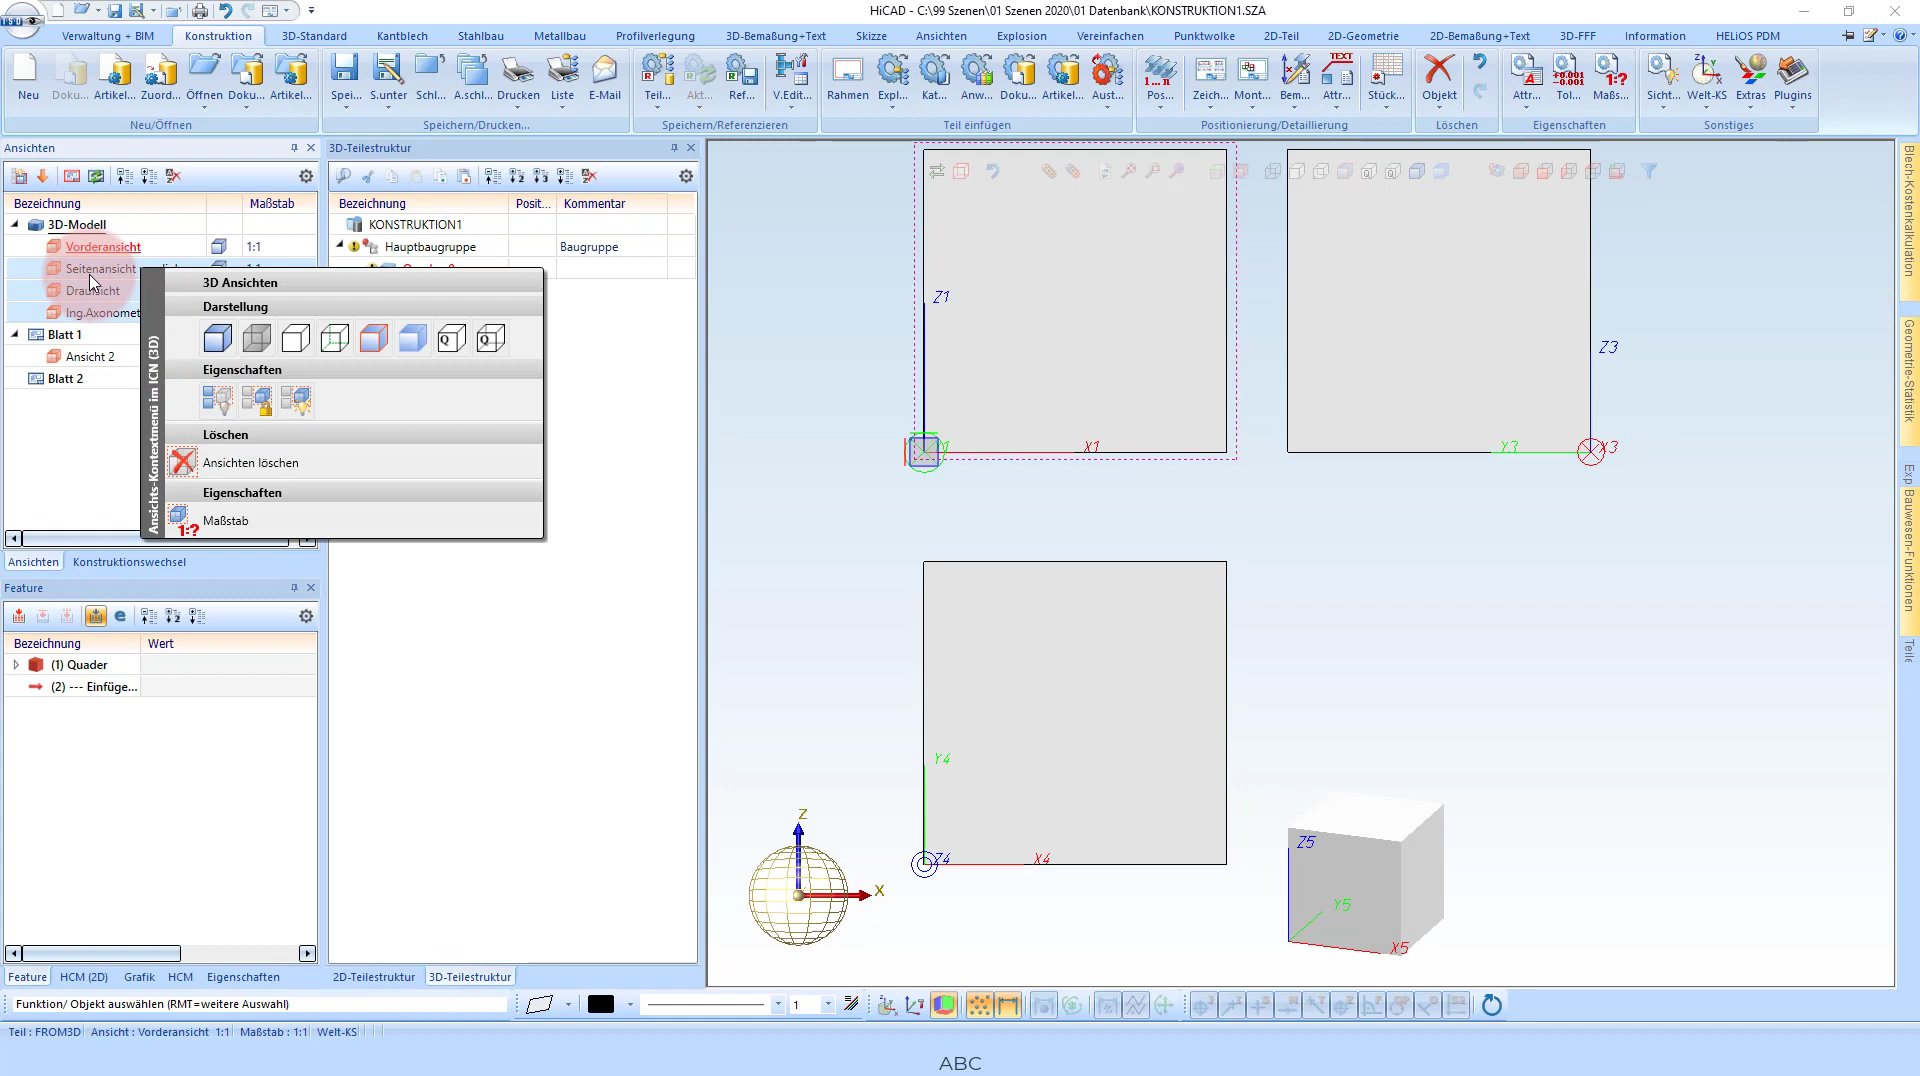 ISD
HiCAD - C:\99 Szenen\01 Szenen 2020\01 Datenbank\KONSTRUKTION1.SZA
Verwaltung + BIM
Konstruktion
3D-Standard
Kantblech
Stahlbau
Metallbau
Profilverlegung
3D-Bemaßung+Text
Skizze
Ansichten
Explosion
Vereinfachen
Punktwolke
2D-Teil
2D-Geometrie
2D-Bemaßung+Text
3D-FFF
Information
HELiOS PDM
Neu
Doku...
Artikel...
Zuord...
Öffnen
Doku...
Artikel...
Spei...
S.unter
Schl...
A.schl...
Drucken
Liste
E-Mail
Teil...
Akt...
Ref...
V.Edit...
Rahmen
Expl...
Kat...
Anw...
Doku...
Artikel...
Aust...
Pos...
Zeich...
Mont...
Bem...
Attr...
Stück...
Objekt
Attr...
Tol...
Maßs...
Sicht...
Welt-KS
Extras
Plugins
Neu/Öffnen
Speichern/Drucken...
Speichern/Referenzieren
Teil einfügen
Positionierung/Detaillierung
Löschen
Eigenschaften
Sonstiges
Ansichten
3D-Teilestruktur
Bezeichnung
Maßstab
3D-Modell
Vorderansicht
1:1
Seitenansicht
Draufsicht
Ing.Axonomet
Blatt 1
Ansicht 2
Blatt 2
Bezeichnung
Posit...
Kommentar
KONSTRUKTION1
Hauptbaugruppe
Baugruppe
Ansichts-Kontextmenü im ICN (3D)
3D Ansichten
Darstellung
Eigenschaften
Löschen
Ansichten löschen
Eigenschaften
1:?
Maßstab
Ansichten
Konstruktionswechsel
Feature
Bezeichnung
Wert
(1) Quader
(2) --- Einfüge...
Feature
HCM (2D)
Grafik
HCM
Eigenschaften
2D-Teilestruktur
3D-Teilestruktur
Z1
X1
Z3
Y3
X3
Y4
Z4
X4
Z5
Y5
X5
Z
X
Blech-Kostenkalkulation
Geometrie-Statistik
Exp
Bauwesen-Funktionen
Teile
Funktion/ Objekt auswählen (RMT=weitere Auswahl)
1
Teil : FROM3D
Ansicht : Vorderansicht 1:1
Maßstab : 1:1
Welt-KS
ABC